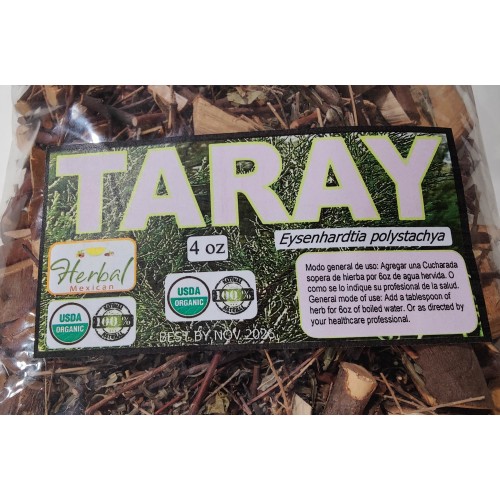 TARAY
4 oz
Eysenhardtia polystachya
Herbal
Mexican
USDA
ORGANIC
100 %
USDA
ORGANIC
100 %
BEST BY NOV. 2026
Modo general de uso: Agregar una Cucharada
sopera de hierba por 6oz de agua hervida. O
como se lo indique su profesional de la salud.
General mode of use: Add a tablespoon of
herb for 6oz of boiled water. Or as directed by
your healthcare professional.